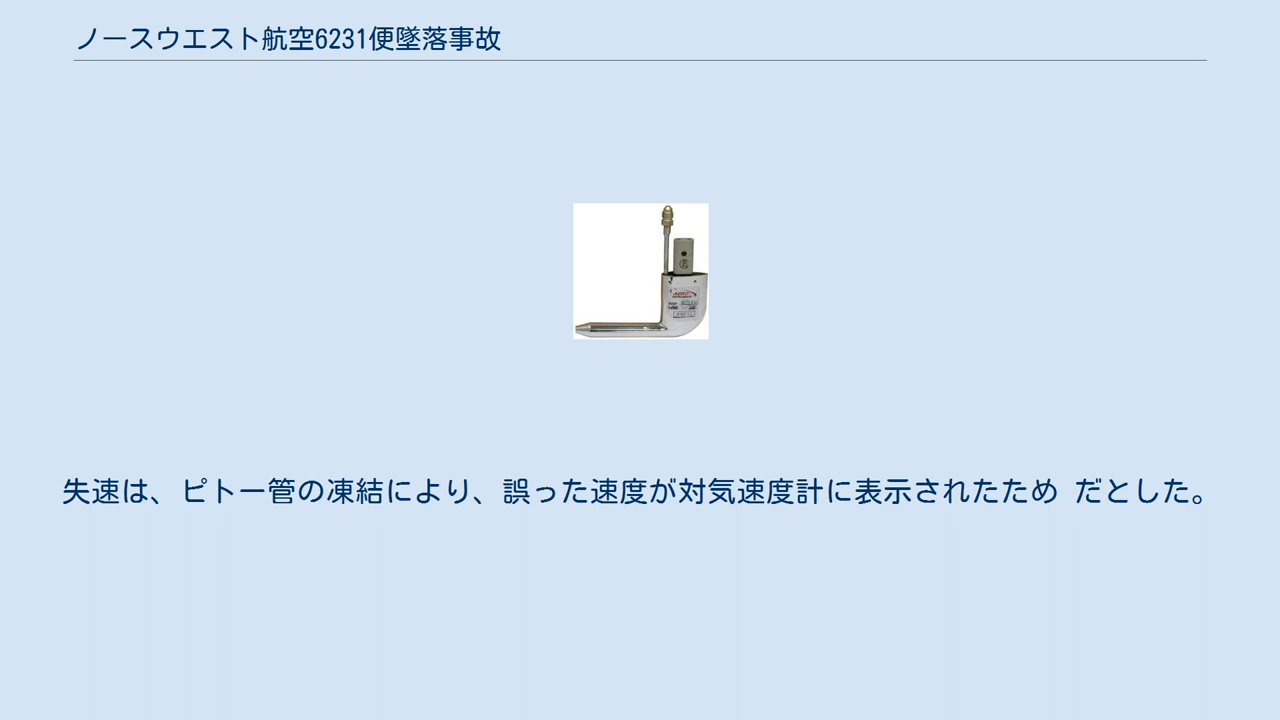 ノースウエスト航空6231便墜落事故
失速は、ピトー管の凍結により、誤った速度が対気速度計に表示されたため だとした。